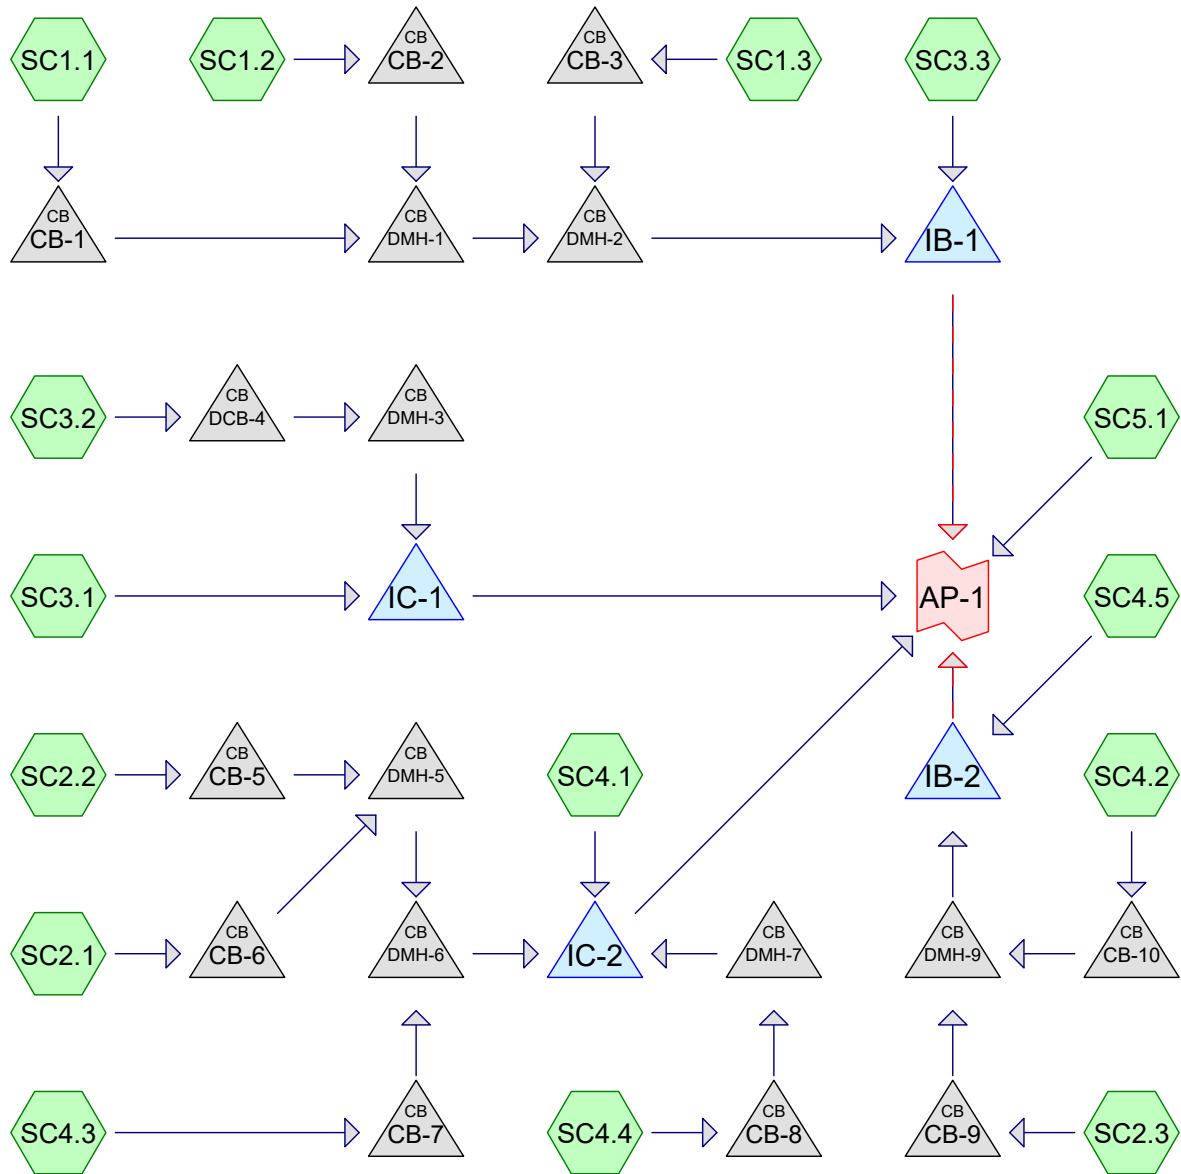 SC1.1
SC1.2
CB
CB-2
CB
CB-3
SC1.3
SC3.3
CB
CB-1
CB
DMH-1
CB
DMH-2
IB-1
SC3.2
CB
DCB-4
CB
DMH-3
SC5.1
SC3.1
IC-1
AP-1
SC4.5
SC2.2
CB
CB-5
CB
DMH-5
SC4.1
IB-2
SC4.2
SC2.1
CB
CB-6
CB
DMH-6
IC-2
CB
DMH-7
CB
DMH-9
CB
CB-10
SC4.3
CB
CB-7
SC4.4
CB
CB-8
CB
CB-9
SC2.3